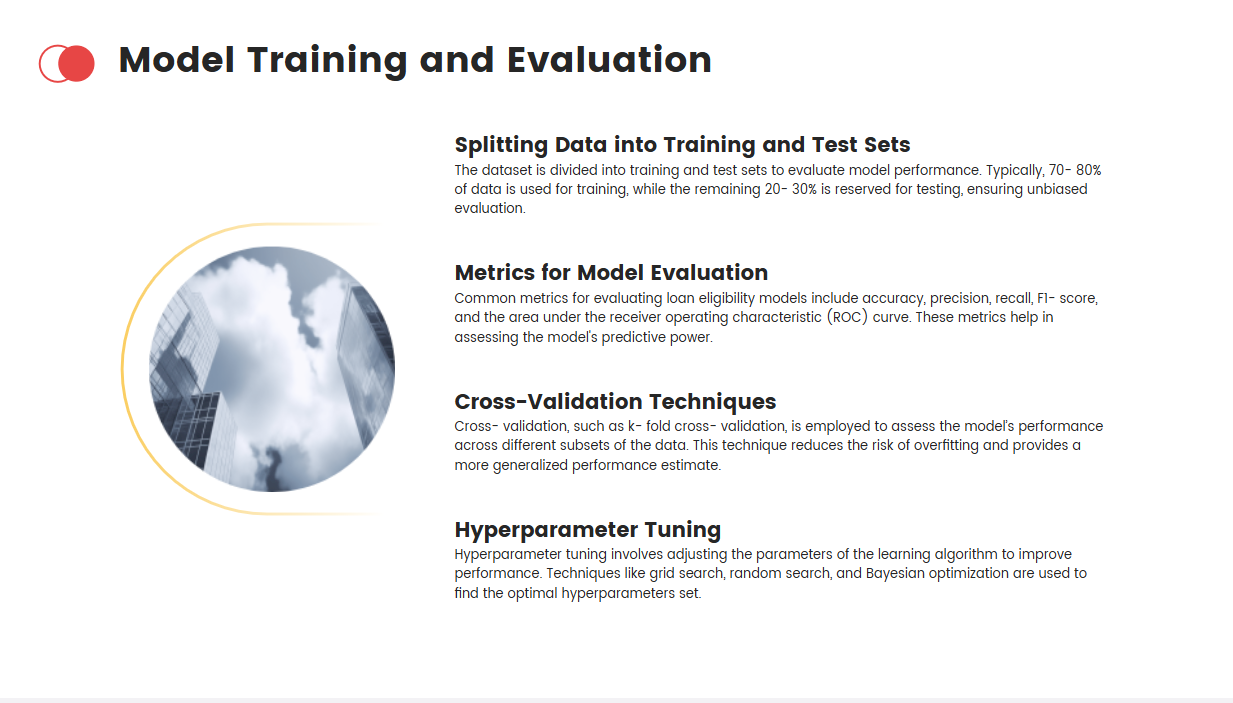 Model Training and Evaluation
Splitting Data into Training and Test Sets
The dataset is divided into training and test sets to evaluate model performance. Typically, 70- 80%
of data is used for training, while the remaining 20- 30% is reserved for testing, ensuring unbiased
evaluation.
Metrics for Model Evaluation
Common metrics for evaluating loan eligibility models include accuracy, precision, recall, F1- score,
and the area under the receiver operating characteristic (ROC) curve. These metrics help in
assessing the model's predictive power.
Cross-Validation Techniques
Cross- validation, such as k- fold cross- validation, is employed to assess the model's performance
across different subsets of the data. This technique reduces the risk of overfitting and provides a
more generalized performance estimate.
Hyperparameter Tuning
Hyperparameter tuning involves adjusting the parameters of the learning algorithm to improve
performance. Techniques like grid search, random search, and Bayesian optimization are used to
find the optimal hyperparameters set.